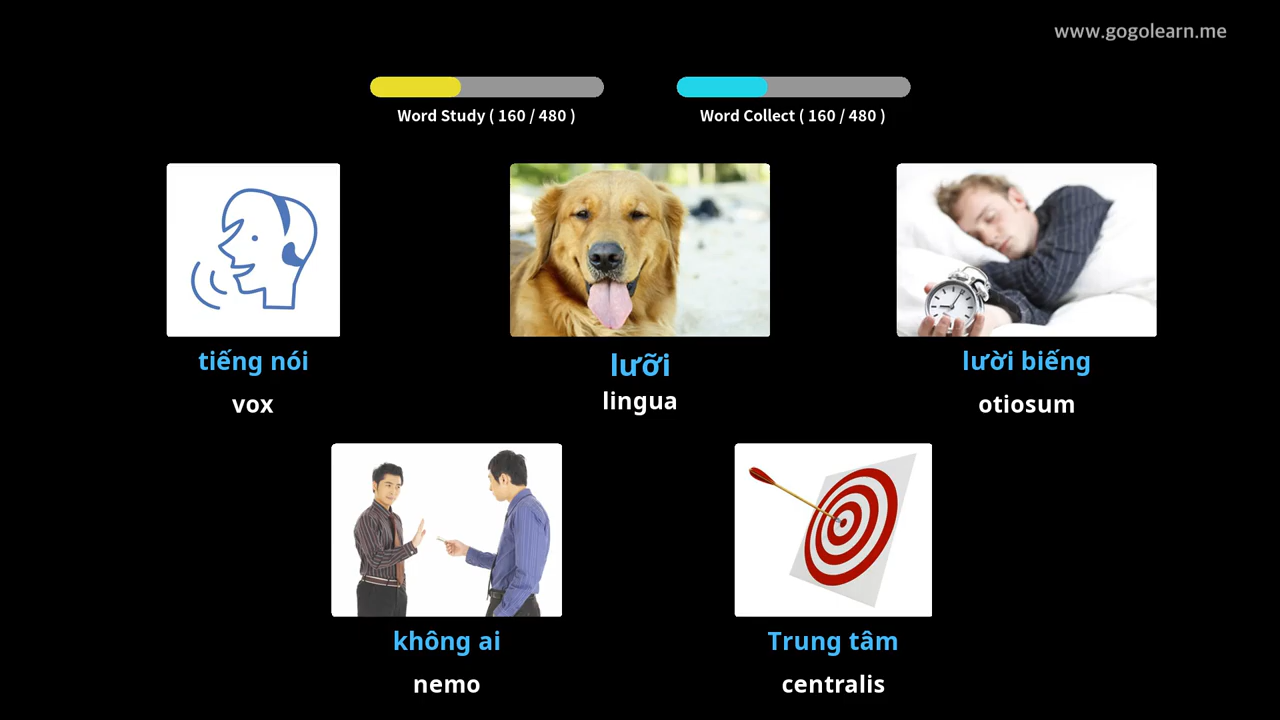 www.gogolearn.me
Word Study ( 160 / 480 )
Word Collect ( 160 / 480 )
tiếng nói
vox
lưỡi
lingua
lười biếng
otiosum
không ai
nemo
Trung tâm
centralis